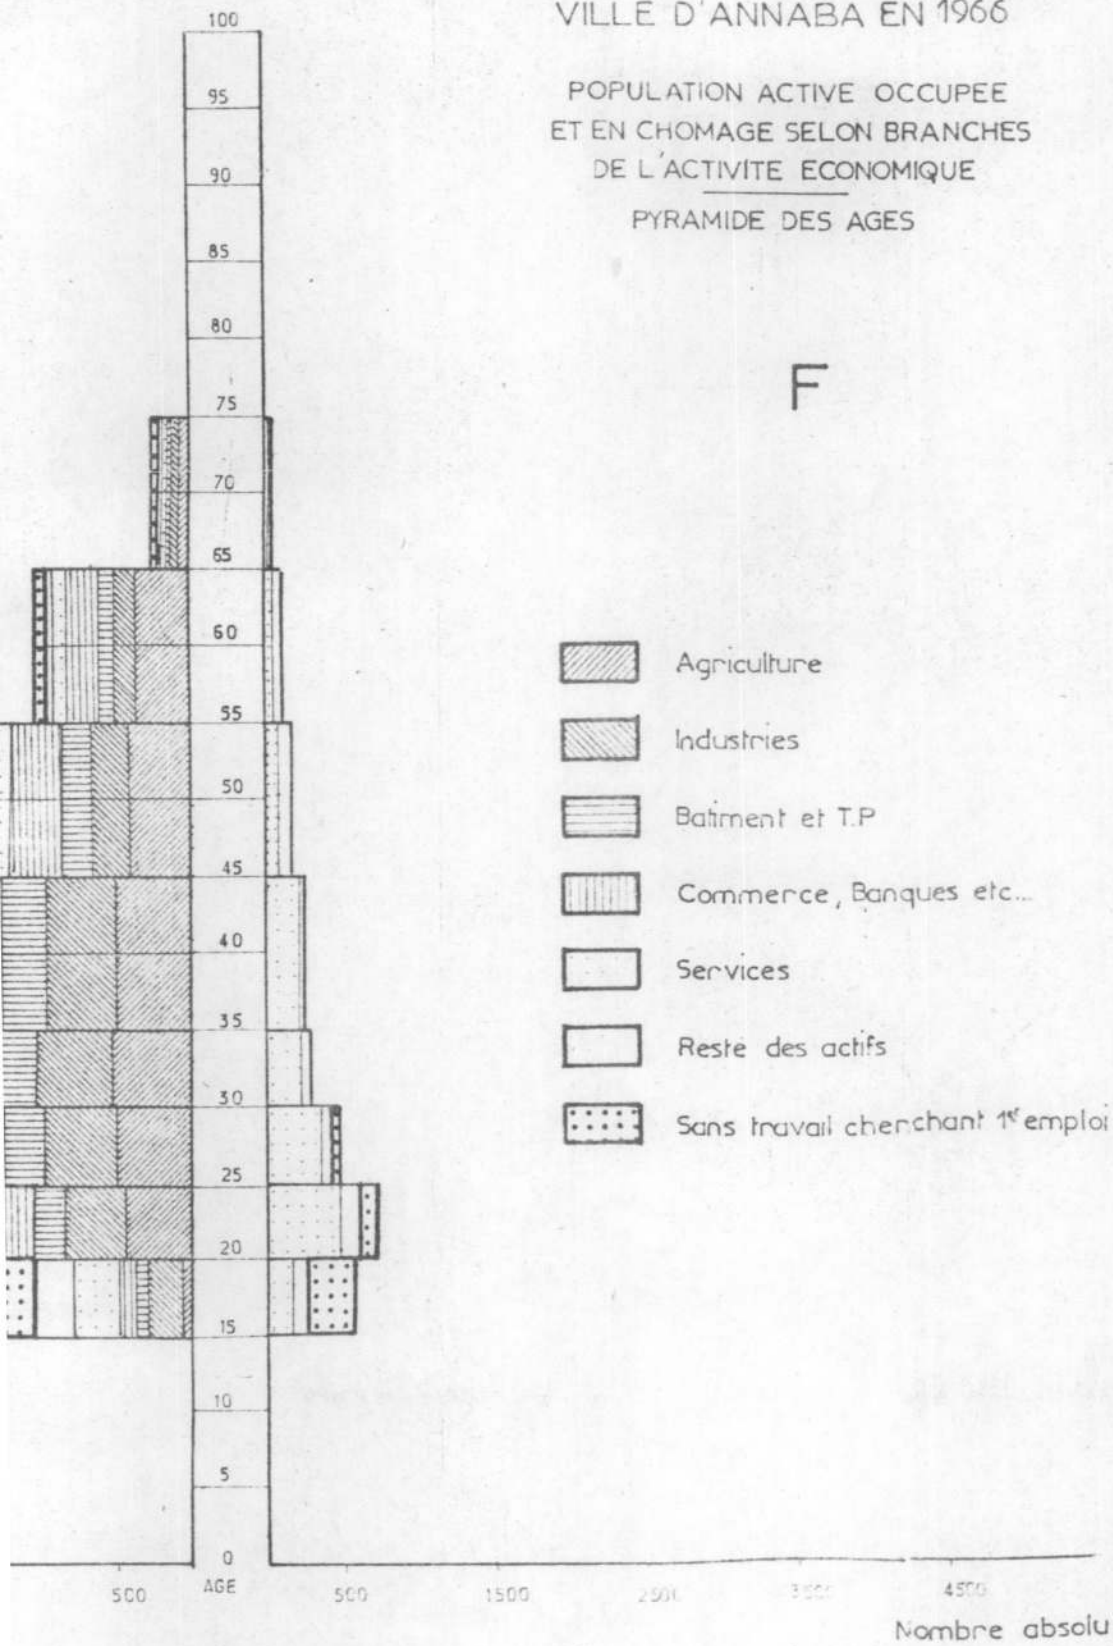 VILLE D'ANNABA EN 1966
POPULATION ACTIVE OCCUPEE
ET EN CHOMAGE SELON BRANCHES
DE L'ACTIVITE ECONOMIQUE
PYRAMIDE DES AGES
F
100
95
90
85
80
75
70
65
60
55
50
45
40
35
30
25
20
15
10
5
0
Agriculture
Industries
Batiment et T.P
Commerce, Banques etc...
Services
Reste des actifs
Sans travail cherchant 1er emploi
500 AGE 500 1500 2500 3500 4500
Nombre absolu